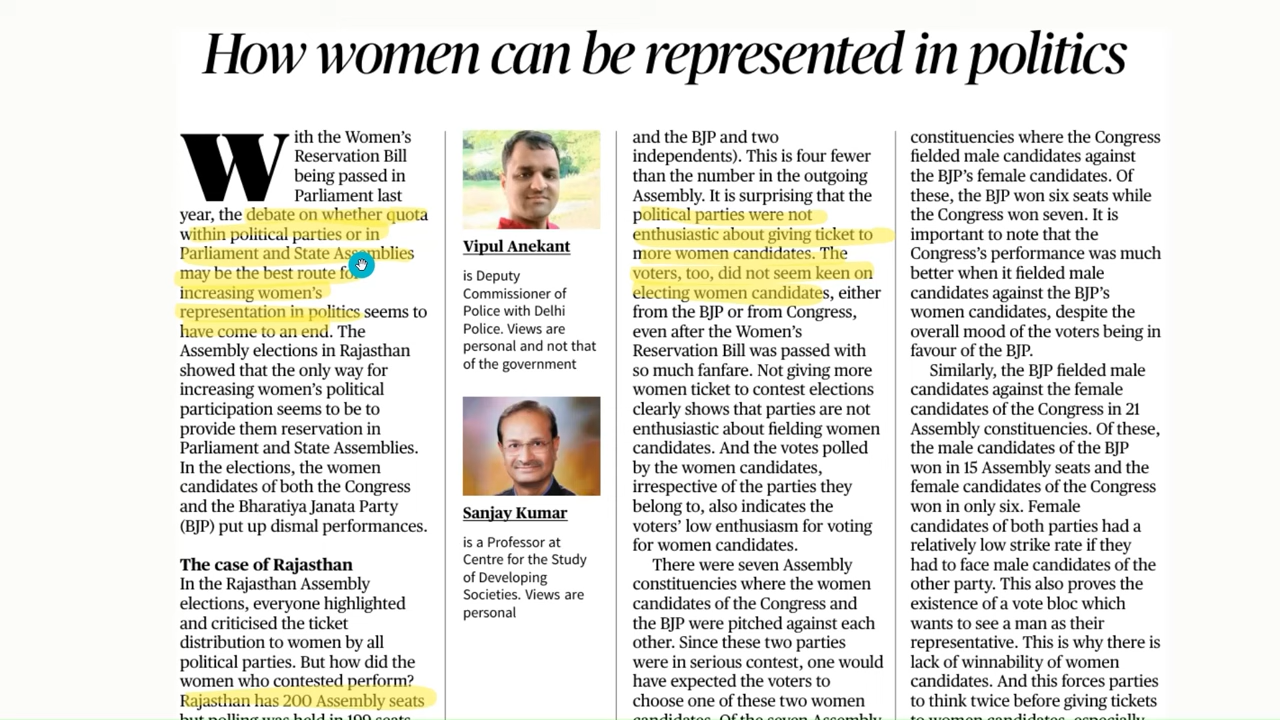 How women can be represented in politics
With the Women's
Reservation Bill
being passed in
Parliament last
year, the debate on whether quota
within political parties or in
Parliament and State Assemblies
may be the best route for
increasing women's
representation in politics seems to
have come to an end. The
Assembly elections in Rajasthan
showed that the only way for
increasing women's political
participation seems to be to
provide them reservation in
Parliament and State Assemblies.
In the elections, the women
candidates of both the Congress
and the Bharatiya Janata Party
(BJP) put up dismal performances.
The case of Rajasthan
In the Rajasthan Assembly
elections, everyone highlighted
and criticised the ticket
distribution to women by all
political parties. But how did the
women who contested perform?
Rajasthan has 200 Assembly seats
but polling was held in 199 seats
Vipul Anekant
is Deputy
Commissioner of
Police with Delhi
Police. Views are
personal and not that
of the government
Sanjay Kumar
is a Professor at
Centre for the Study
of Developing
Societies. Views are
personal
and the BJP and two
independents). This is four fewer
than the number in the outgoing
Assembly. It is surprising that the
political parties were not
enthusiastic about giving ticket to
more women candidates. The
voters, too, did not seem keen on
electing women candidates, either
from the BJP or from Congress,
even after the Women's
Reservation Bill was passed with
so much fanfare. Not giving more
women ticket to contest elections
clearly shows that parties are not
enthusiastic about fielding women
candidates. And the votes polled
by the women candidates,
irrespective of the parties they
belong to, also indicates the
voters' low enthusiasm for voting
for women candidates.
There were seven Assembly
constituencies where the women
candidates of the Congress and
the BJP were pitched against each
other. Since these two parties
were in serious contest, one would
have expected the voters to
choose one of these two women
candidates. Of the seven Assembly
constituencies where the Congress
fielded male candidates against
the BJP's female candidates. Of
these, the BJP won six seats while
the Congress won seven. It is
important to note that the
Congress's performance was much
better when it fielded male
candidates against the BJP's
women candidates, despite the
overall mood of the voters being in
favour of the BJP.
Similarly, the BJP fielded male
candidates against the female
candidates of the Congress in 21
Assembly constituencies. Of these,
the male candidates of the BJP
won in 15 Assembly seats and the
female candidates of the Congress
won in only six. Female
candidates of both parties had a
relatively low strike rate if they
had to face male candidates of the
other party. This also proves the
existence of a vote bloc which
wants to see a man as their
representative. This is why there is
lack of winnability of women
candidates. And this forces parties
to think twice before giving tickets
to women candidates, especially